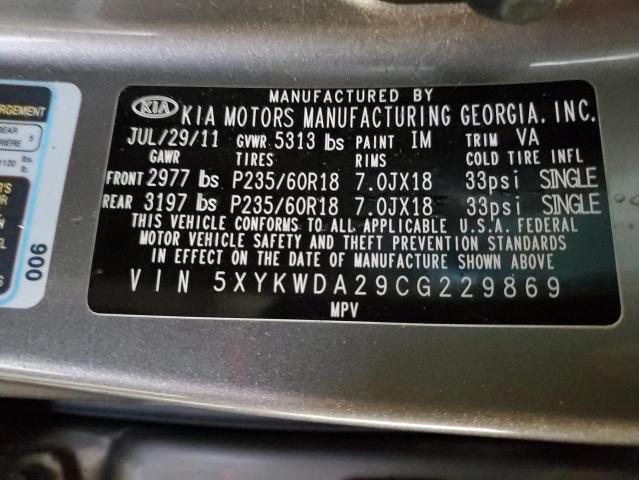 MANUFACTURED BY
KIA KIA MOTORS MANUFACTURING GEORGIA. INC.
JUL/29/11 GVWR 5313 lbs PAINT IM TRIM VA
GAWR TIRES RIMS COLD TIRE INFL
FRONT 2977 lbs P235/60R18 7.0JX18 33psi SINGLE
REAR 3197 lbs P235/60R18 7.0JX18 33psi SINGLE
THIS VEHICLE CONFORMS TO ALL APPLICABLE U.S.A. FEDERAL
MOTOR VEHICLE SAFETY AND THEFT PREVENTION STANDARDS
IN EFFECT ON THE DATE OF MANUFACTURE SHOWN ABOVE
VIN 5XYKWDA29CG229869
MPV
006